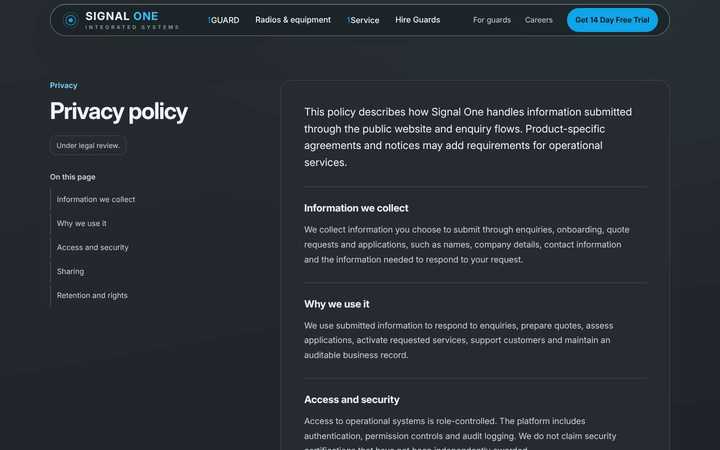 SIGNAL ONE
INTEGRATED SYSTEMS
1GUARD
Radios & equipment
1Service
Hire Guards
For guards
Careers
Get 14 Day Free Trial
Privacy
Privacy policy
Under legal review.
On this page
Information we collect
Why we use it
Access and security
Sharing
Retention and rights
This policy describes how Signal One handles information submitted
through the public website and enquiry flows. Product-specific
agreements and notices may add requirements for operational
services.
Information we collect
We collect information you choose to submit through enquiries, onboarding, quote
requests and applications, such as names, company details, contact information
and the information needed to respond to your request.
Why we use it
We use submitted information to respond to enquiries, prepare quotes, assess
applications, activate requested services, support customers and maintain an
auditable business record.
Access and security
Access to operational systems is role-controlled. The platform includes
authentication, permission controls and audit logging. We do not claim security